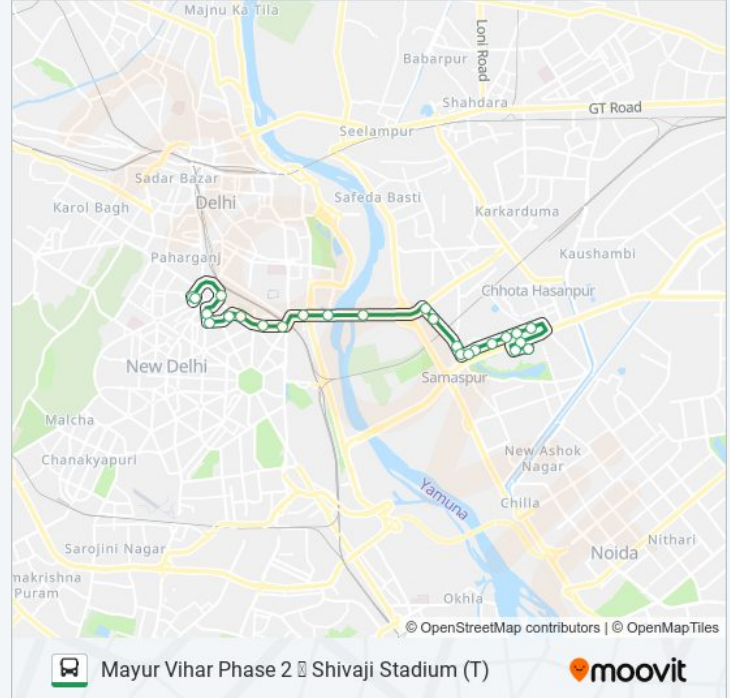 Majnu Ka Tila
Loni Road
Babarpur
Shahdara
GT Road
Seelampur
Sadar Bazar
Karol Bagh
Delhi
Safeda Basti
Karkarduma
Paharganj
Kaushambi
Chhota Hasanpur
New Delhi
Samaspur
Malcha
Chanakyapuri
New Ashok
Nagar
Yamuna
Chilla
Sarojini Nagar
Noida
Nithari
makrishna
Puram
Okhla
© OpenStreetMap contributors | © OpenMapTiles
Mayur Vihar Phase 2 Shivaji Stadium (T)
moovit